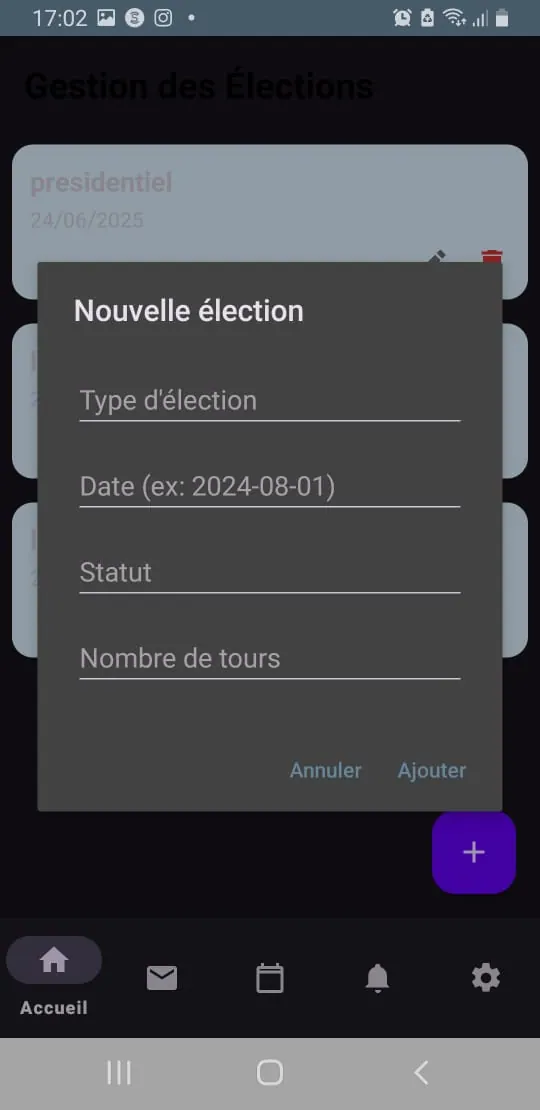 17:02
Gestion des Élections
presidentiel
24/06/2025
Nouvelle élection
Type d'élection
Date (ex: 2024-08-01)
Statut
Nombre de tours
Annuler Ajouter
Accueil